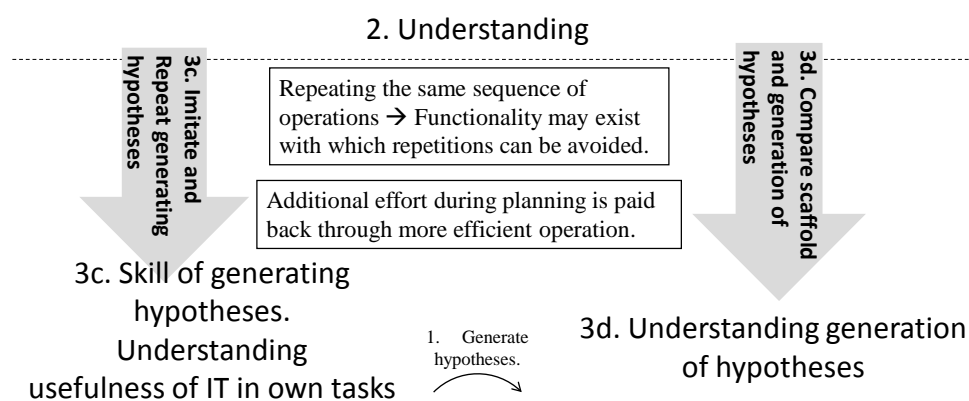 2. Understanding
3c. Imitate and
Repeat generating
hypotheses
Repeating the same sequence of
operations → Functionality may exist
with which repetitions can be avoided.
Additional effort during planning is paid
back through more efficient operation.
3d. Compare scaffold
and generation of
hypotheses
3c. Skill of generating
hypotheses.
Understanding
usefulness of IT in own tasks
1. Generate
hypotheses.
3d. Understanding generation
of hypotheses